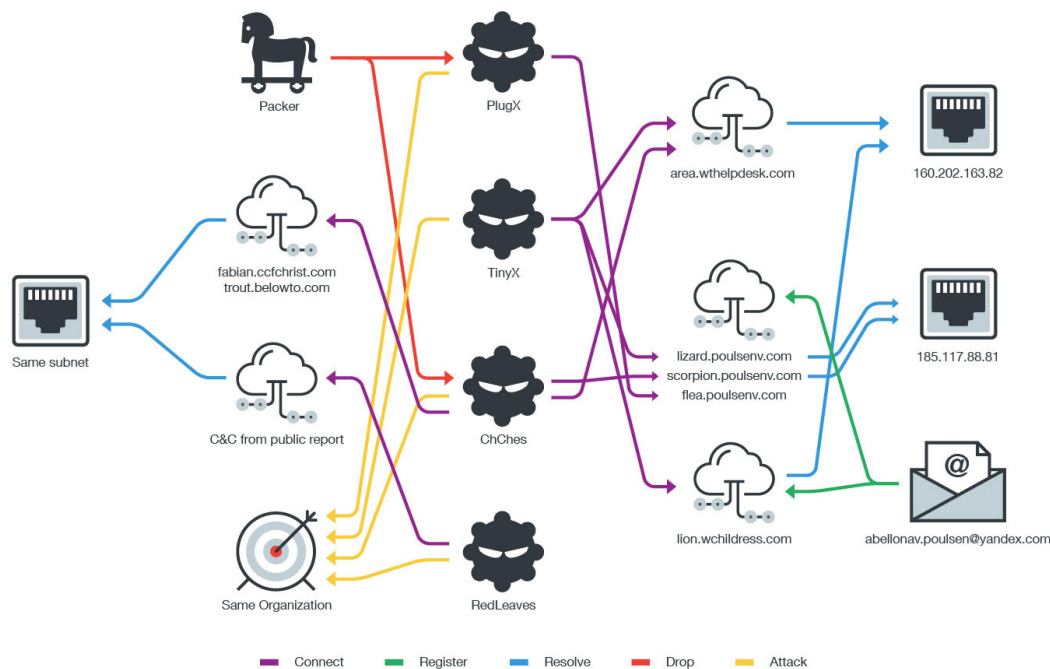 Packer
PlugX
area.wthelpdesk.com
160.202.163.82
fabian.ccfchrist.com
trout.belowto.com
TinyX
Same subnet
lizard.poulsenv.com
scorpion.poulsenv.com
flea.poulsenv.com
185.117.88.81
C&C from public report
ChChes
@
lion.wchildress.com
abellonav.poulsen@yandex.com
Same Organization
RedLeaves
Connect
Register
Resolve
Drop
Attack